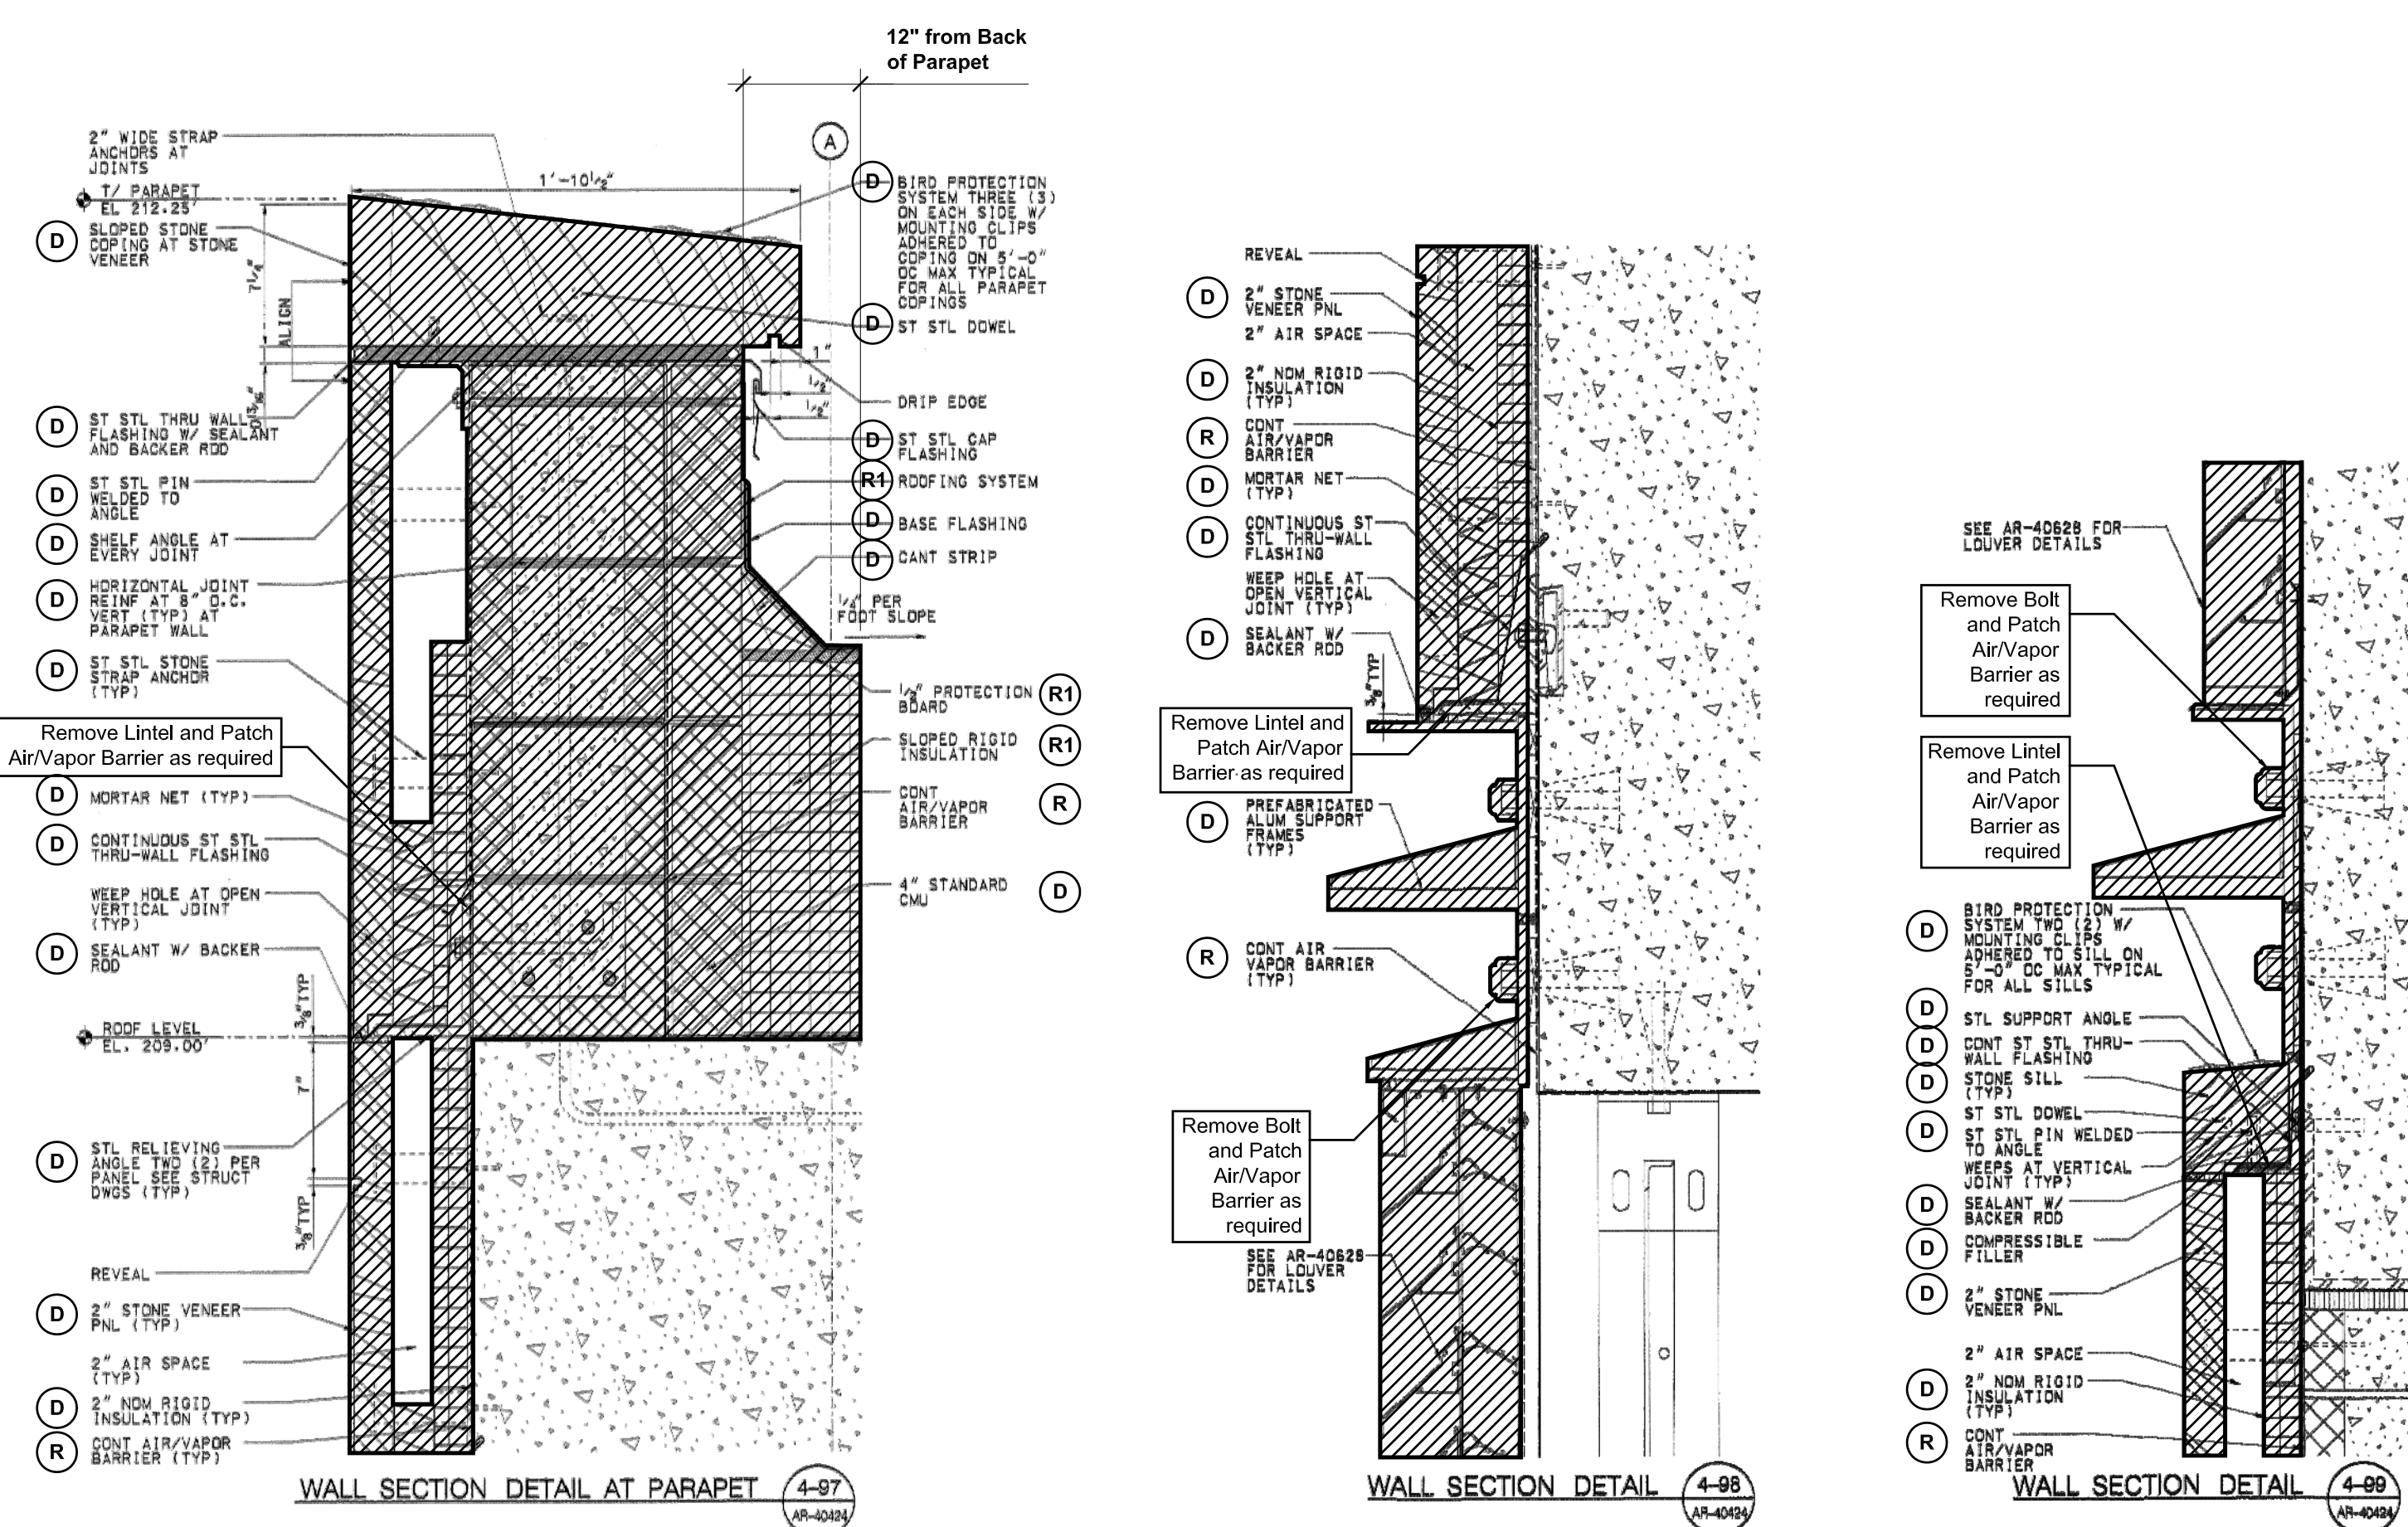 12" from Back
of Parapet
2" WIDE STRAP
ANCHORS AT
JOINTS
T/ PARAPET
EL 212.25'
D
SLOPED STONE
COPING AT STONE
VENEER
1'-10 1/2"
7 1/4"
ALIGN
A
D
BIRD PROTECTION
SYSTEM THREE (3)
ON EACH SIDE W/
MOUNTING CLIPS
ADHERED TO
COPING ON 5'-0"
OC MAX TYPICAL
FOR ALL PARAPET
COPINGS
D
ST STL DOWEL
1"
1/2"
1/2"
DRIP EDGE
D
ST STL CAP
FLASHING
R1
ROOFING SYSTEM
D
BASE FLASHING
D
CANT STRIP
1/4" PER
FOOT SLOPE
R1
1/2" PROTECTION
BOARD
R1
SLOPED RIGID
INSULATION
R
CONT
AIR/VAPOR
BARRIER
D
4" STANDARD
CMU
D
ST STL THRU WALL
FLASHING W/ SEALANT
AND BACKER ROD
D
ST STL PIN
WELDED TO
ANGLE
D
SHELF ANGLE AT
EVERY JOINT
D
HORIZONTAL JOINT
REINF AT 8" O.C.
VERT (TYP) AT
PARAPET WALL
D
ST STL STONE
STRAP ANCHOR
(TYP)
Remove Lintel and Patch
Air/Vapor Barrier as required
D
MORTAR NET (TYP)
D
CONTINUOUS ST STL
THRU-WALL FLASHING
WEEP HOLE AT OPEN
VERTICAL JOINT
(TYP)
D
SEALANT W/ BACKER
ROD
3/8" TYP
ROOF LEVEL
EL. 209.00'
7"
D
STL RELIEVING
ANGLE TWO (2) PER
PANEL SEE STRUCT
DWGS (TYP)
3/8" TYP
REVEAL
D
2" STONE VENEER
PNL (TYP)
2" AIR SPACE
(TYP)
D
2" NOM RIGID
INSULATION (TYP)
R
CONT AIR/VAPOR
BARRIER (TYP)
WALL SECTION DETAIL AT PARAPET
4-97
AR-40424
REVEAL
D
2" STONE
VENEER PNL
2" AIR SPACE
D
2" NOM RIGID
INSULATION
(TYP)
R
CONT
AIR/VAPOR
BARRIER
D
MORTAR NET
(TYP)
D
CONTINUOUS ST
STL THRU-WALL
FLASHING
WEEP HOLE AT
OPEN VERTICAL
JOINT (TYP)
D
SEALANT W/
BACKER ROD
3/8" TYP
Remove Lintel and
Patch Air/Vapor
Barrier as required
D
PREFABRICATED
ALUM SUPPORT
FRAMES
(TYP)
R
CONT AIR
VAPOR BARRIER
(TYP)
Remove Bolt
and Patch
Air/Vapor
Barrier as
required
SEE AR-40628
FOR LOUVER
DETAILS
WALL SECTION DETAIL
4-98
AR-40424
SEE AR-40628 FOR
LOUVER DETAILS
Remove Bolt
and Patch
Air/Vapor
Barrier as
required
Remove Lintel
and Patch
Air/Vapor
Barrier as
required
D
BIRD PROTECTION
SYSTEM TWO (2) W/
MOUNTING CLIPS
ADHERED TO SILL ON
5'-0" OC MAX TYPICAL
FOR ALL SILLS
D
STL SUPPORT ANGLE
D
CONT ST STL THRU-
WALL FLASHING
D
STONE SILL
(TYP)
ST STL DOWEL
D
ST STL PIN WELDED
TO ANGLE
WEEPS AT VERTICAL
JOINT (TYP)
D
SEALANT W/
BACKER ROD
D
COMPRESSIBLE
FILLER
D
2" STONE
VENEER PNL
2" AIR SPACE
D
2" NOM RIGID
INSULATION
(TYP)
R
CONT
AIR/VAPOR
BARRIER
WALL SECTION DETAIL
4-99
AR-40424